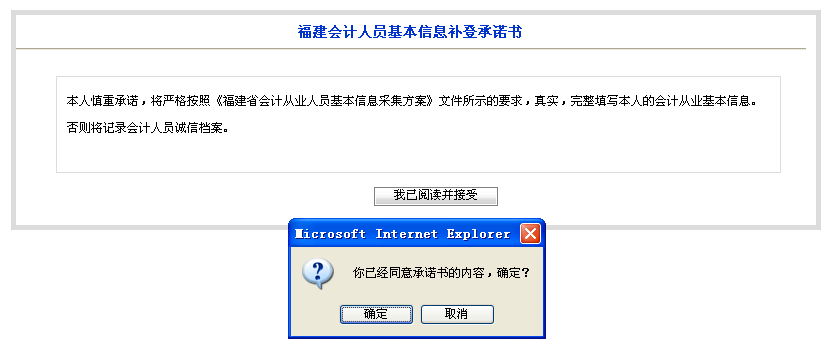 福建会计人员基本信息补登承诺书
本人慎重承诺，将严格按照《福建省会计从业人员基本信息采集方案》文件所示的要求，真实，完整填写本人的会计从业基本信息。
否则将记录会计人员诚信档案。
我已阅读并接受
Microsoft Internet Explorer
你已经同意承诺书的内容，确定?
确定
取消